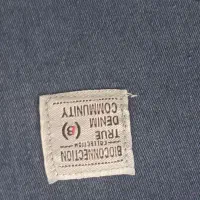 BIOCONNECTION
COLLECTION
TRUE
DENIM (B)
COMMUNITY